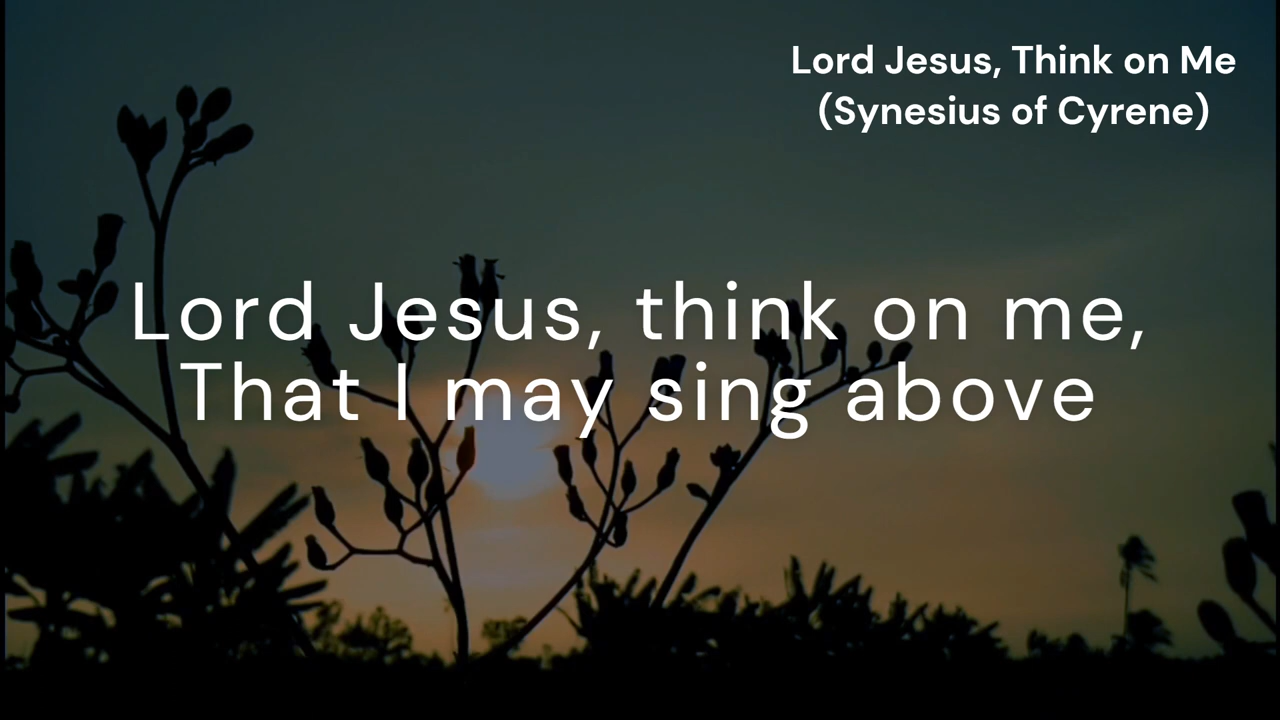 Lord Jesus, Think on Me
(Synesius of Cyrene)
Lord Jesus, think on me,
That I may sing above